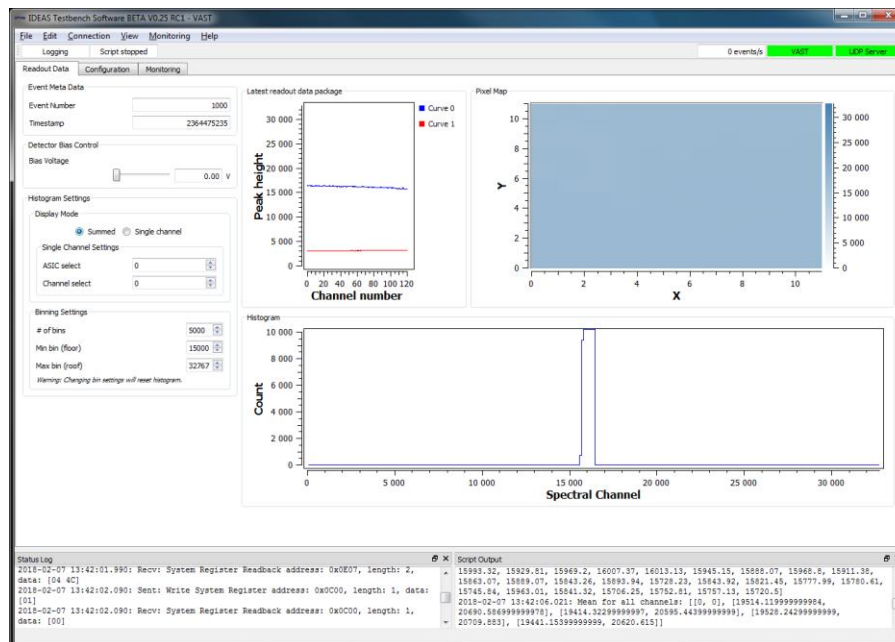 IDEAS Testbench Software BETA V0.25 RC1 - VAST
File Edit Connection View Monitoring Help
Logging Script stopped 0 events/s VAST UDP Server
Readout Data Configuration Monitoring
Event Meta Data
Event Number 1000
Timestamp 2364475235
Detector Bias Control
Bias Voltage
0.00 V
Histogram Settings
Display Mode
Summed Single channel
Single Channel Settings
ASIC select 0
Channel select 0
Binning Settings
# of bins 5000
Min bin (floor) 15000
Max bin (roof) 32767
Warning: Changing bin settings will reset histogram.
Latest readout data package
Curve 0
Curve 1
30 000
25 000
20 000
15 000
10 000
5 000
0
Peak height
0 20 40 60 80 100 120
Channel number
Pixel Map
10
8
6
4
2
0
Y
0 2 4 6 8 10
X
30 000
25 000
20 000
15 000
10 000
5 000
0
Histogram
10 000
8 000
6 000
4 000
2 000
0
Count
0 5 000 10 000 15 000 20 000 25 000 30 000
Spectral Channel
Status Log
2018-02-07 13:42:01.990: Recv: System Register Readback address: 0x0E07, length: 2,
data: [04 4C]
2018-02-07 13:42:02.090: Sent: Write System Register address: 0x0C00, length: 1, data:
[01]
2018-02-07 13:42:02.090: Recv: System Register Readback address: 0x0C00, length: 1,
data: [00]
Script Output
15993.32, 15929.81, 15969.2, 16007.37, 16013.13, 15945.15, 15888.07, 15968.8, 15911.38,
15863.07, 15889.07, 15843.26, 15893.94, 15728.23, 15843.92, 15821.45, 15777.99, 15780.61,
15745.84, 15963.01, 15841.32, 15706.25, 15752.81, 15757.13, 15720.5]
2018-02-07 13:42:06.021: Mean for all channels: [[0, 0], [19514.119999999984,
20690.586999999978], [19414.32299999997, 20595.44399999999], [19528.24299999999,
20709.883], [19441.15399999999, 20620.615]]